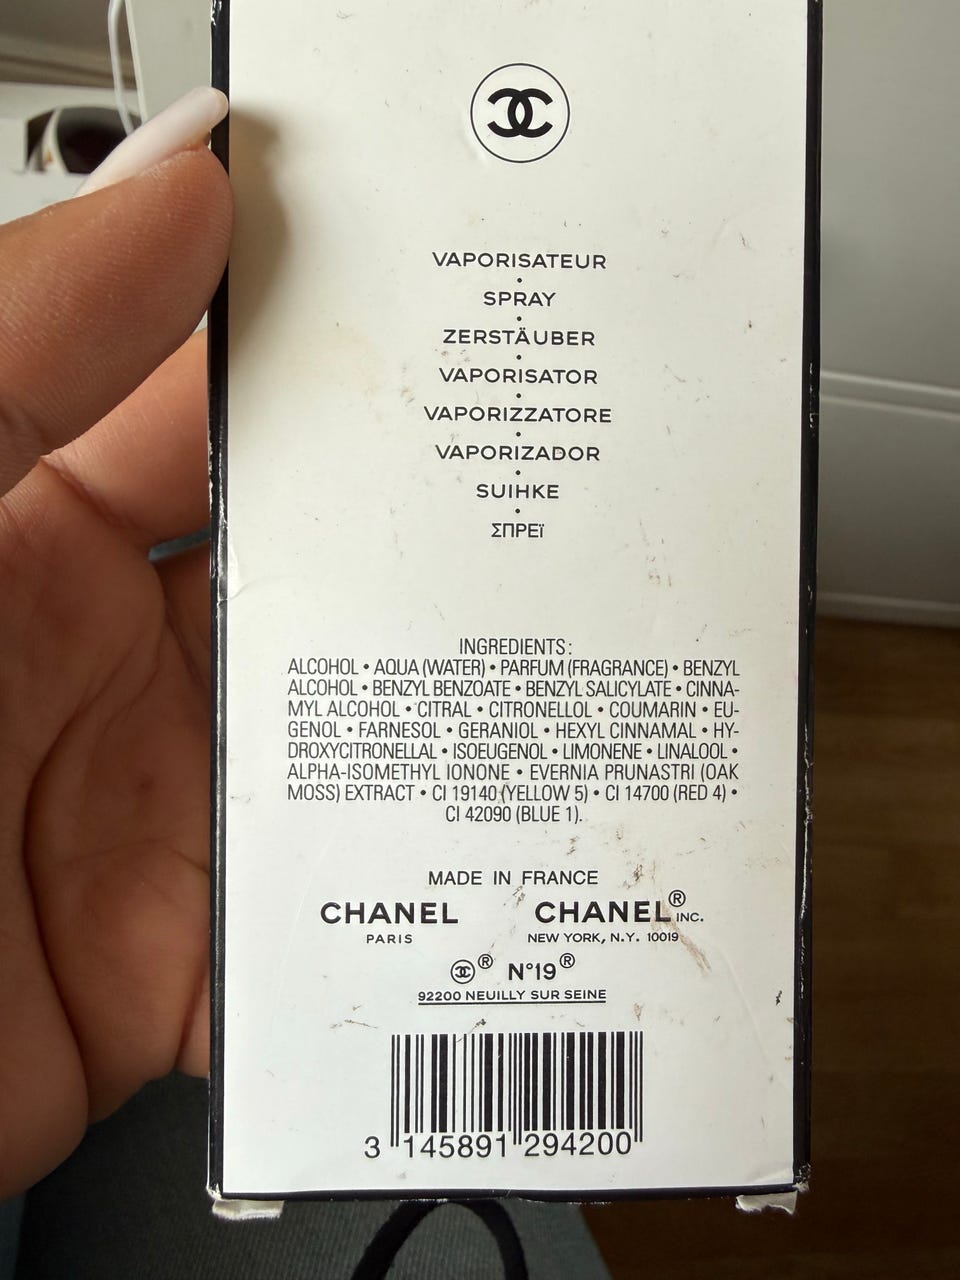 VAPORISATEUR
•
SPRAY
•
ZERSTÄUBER
•
VAPORISATOR
•
VAPORIZZATORE
•
VAPORIZADOR
•
SUIHKE
•
ΣΠΡΕϊ
INGREDIENTS:
ALCOHOL • AQUA (WATER) • PARFUM (FRAGRANCE) • BENZYL
ALCOHOL • BENZYL BENZOATE • BENZYL SALICYLATE • CINNA-
MYL ALCOHOL • CITRAL • CITRONELLOL • COUMARIN • EU-
GENOL • FARNESOL • GERANIOL • HEXYL CINNAMAL • HY-
DROXYCITRONELLAL • ISOEUGENOL • LIMONENE • LINALOOL •
ALPHA-ISOMETHYL IONONE • EVERNIA PRUNASTRI (OAK
MOSS) EXTRACT • CI 19140 (YELLOW 5) • CI 14700 (RED 4) •
CI 42090 (BLUE 1).
MADE IN FRANCE
CHANEL CHANEL® INC.
PARIS NEW YORK, N.Y. 10019
® N°19®
92200 NEUILLY SUR SEINE
3 145891 294200